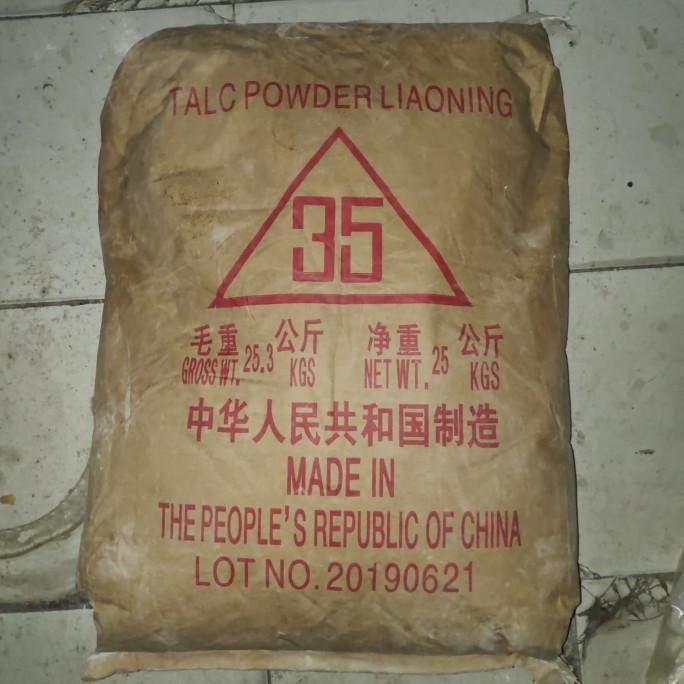 TALC POWDER LIAONING
35
毛重 25.3 公斤 净重 25 公斤
GROSS WT. KGS NET WT. KGS
中华人民共和国制造
MADE IN
THE PEOPLE'S REPUBLIC OF CHINA
LOT NO. 20190621